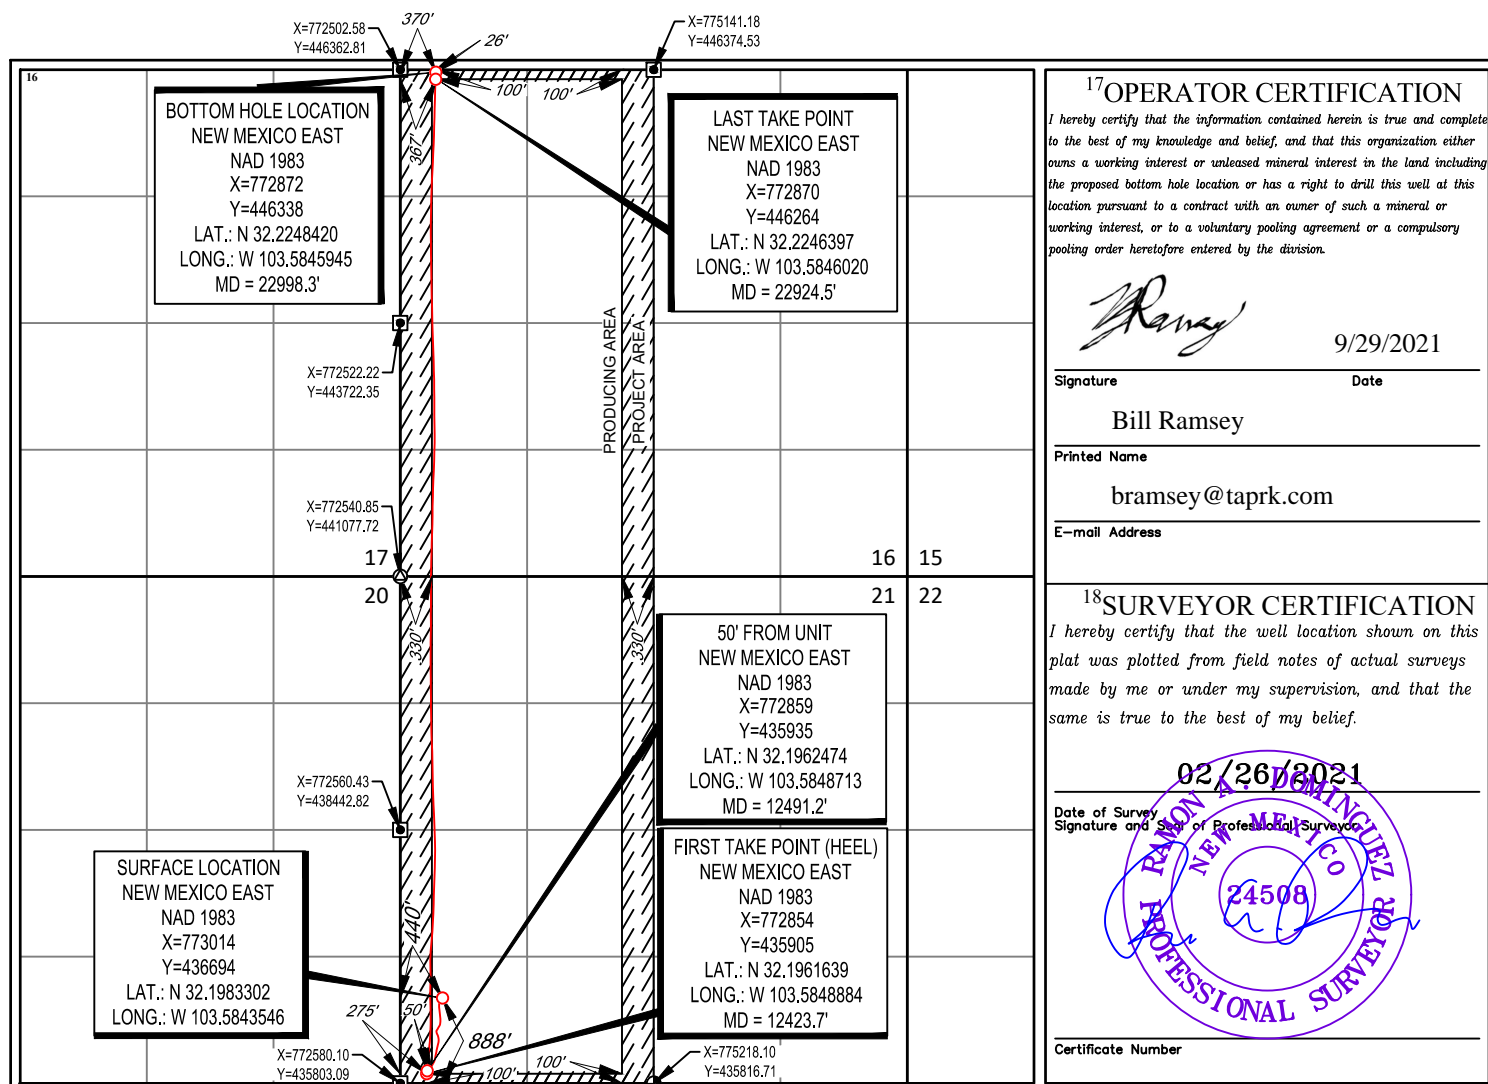 X=772502.58
Y=446362.81
370'
26'
X=775141.18
Y=446374.53
16
100'
100'
367'
BOTTOM HOLE LOCATION
NEW MEXICO EAST
NAD 1983
X=772872
Y=446338
LAT.: N 32.2248420
LONG.: W 103.5845945
MD = 22998.3'
LAST TAKE POINT
NEW MEXICO EAST
NAD 1983
X=772870
Y=446264
LAT.: N 32.2246397
LONG.: W 103.5846020
MD = 22924.5'
PRODUCING AREA
PROJECT AREA
X=772522.22
Y=443722.35
X=772540.85
Y=441077.72
17
16
15
20
21
22
330'
330'
50' FROM UNIT
NEW MEXICO EAST
NAD 1983
X=772859
Y=435935
LAT.: N 32.1962474
LONG.: W 103.5848713
MD = 12491.2'
X=772560.43
Y=438442.82
FIRST TAKE POINT (HEEL)
NEW MEXICO EAST
NAD 1983
X=772854
Y=435905
LAT.: N 32.1961639
LONG.: W 103.5848884
MD = 12423.7'
SURFACE LOCATION
NEW MEXICO EAST
NAD 1983
X=773014
Y=436694
LAT.: N 32.1983302
LONG.: W 103.5843546
440'
275'
50'
888'
100'
100'
X=772580.10
Y=435803.09
X=775218.10
Y=435816.71
17OPERATOR CERTIFICATION
I hereby certify that the information contained herein is true and complete
to the best of my knowledge and belief, and that this organization either
owns a working interest or unleased mineral interest in the land including
the proposed bottom hole location or has a right to drill this well at this
location pursuant to a contract with an owner of such a mineral or
working interest, or to a voluntary pooling agreement or a compulsory
pooling order heretofore entered by the division.
9/29/2021
Signature Date
Bill Ramsey
Printed Name
bramsey@taprk.com
E-mail Address
18SURVEYOR CERTIFICATION
I hereby certify that the well location shown on this
plat was plotted from field notes of actual surveys
made by me or under my supervision, and that the
same is true to the best of my belief.
02/26/2021
Date of Survey
Signature and Seal of Professional Surveyor
RAMON A. DOMINGUEZ
NEW MEXICO
24508
PROFESSIONAL SURVEYOR
Certificate Number